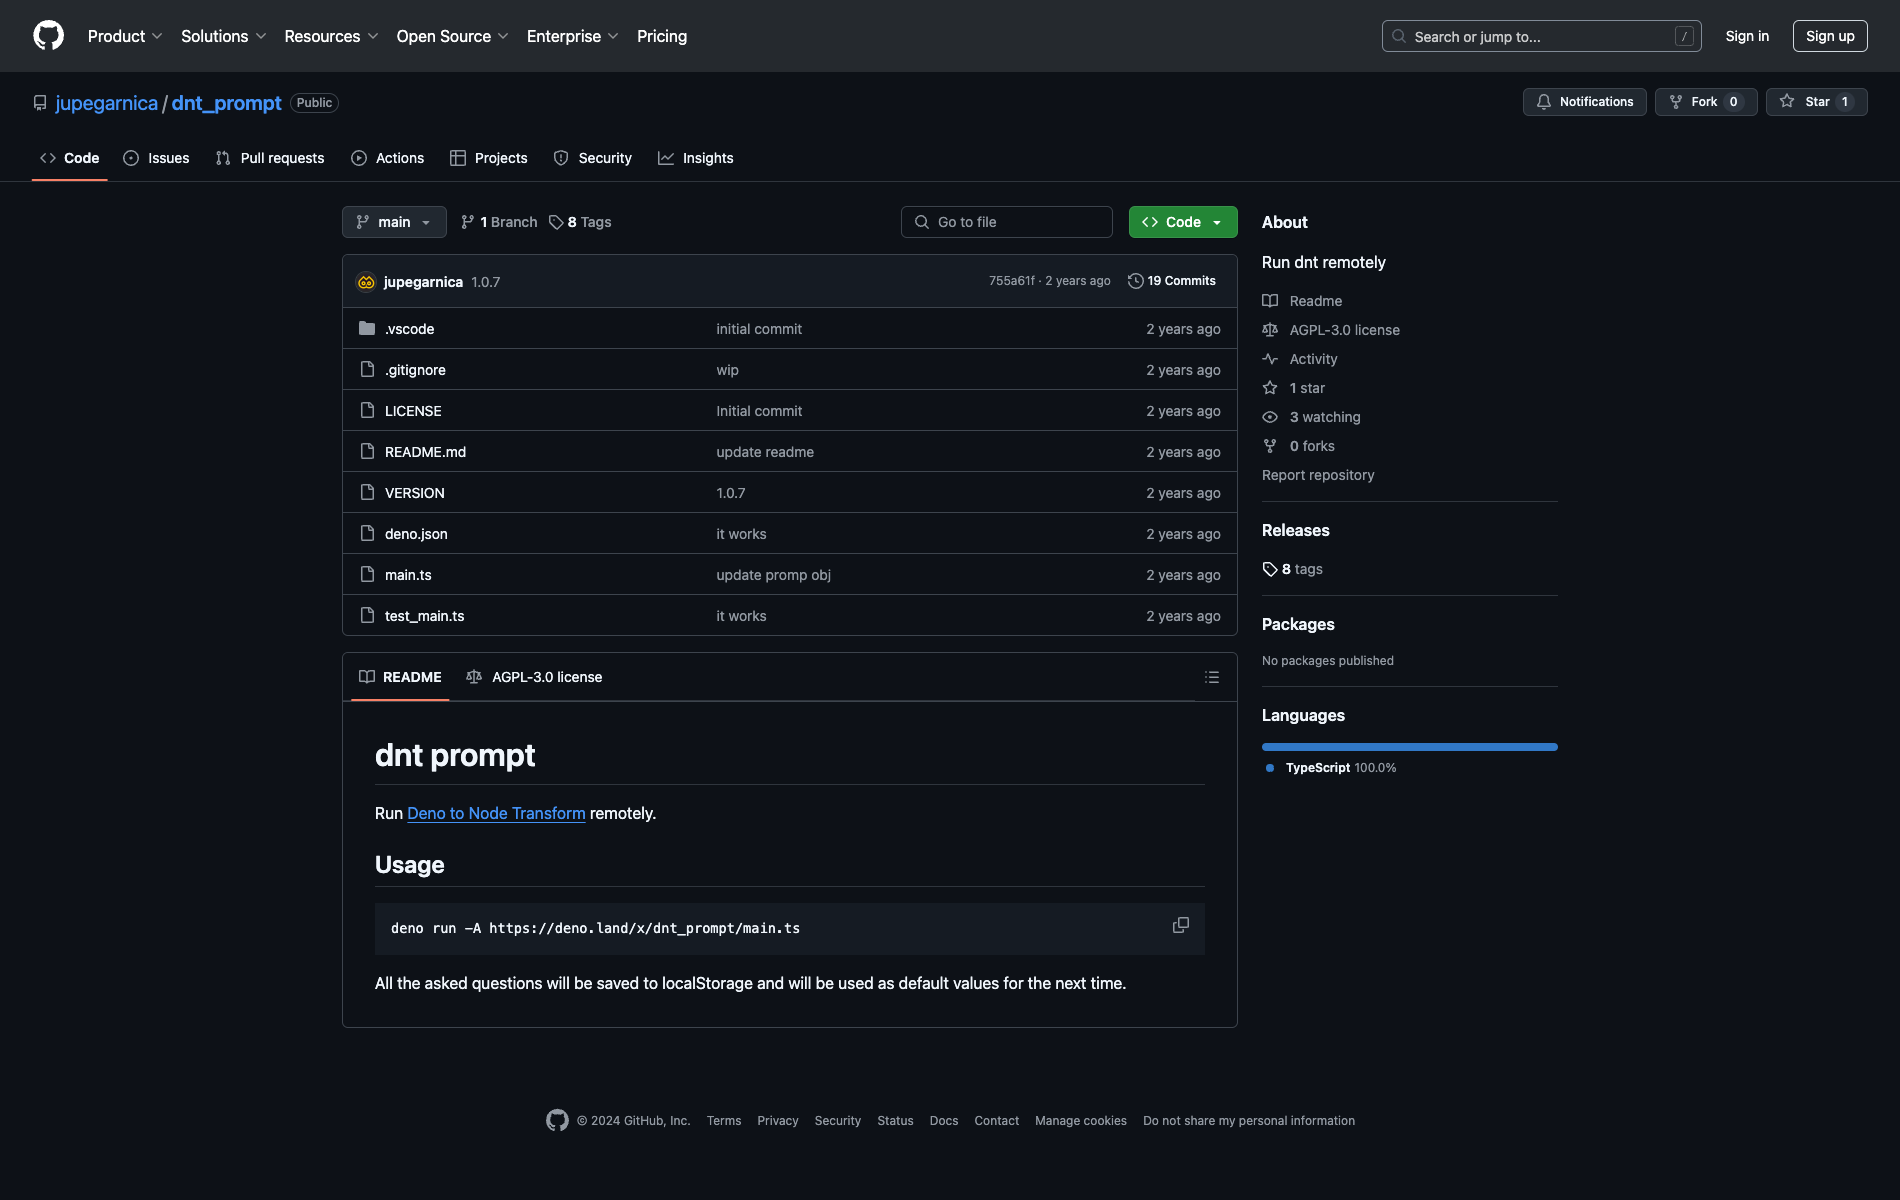 Product Solutions Resources Open Source Enterprise Pricing Search or jump to... / Sign in Sign up
jupegarnica / dnt_prompt Public Notifications Fork 0 Star 1
Code Issues Pull requests Actions Projects Security Insights
main 1 Branch 8 Tags Go to file Code
jupegarnica 1.0.7 755a61f · 2 years ago 19 Commits
.vscode initial commit 2 years ago
.gitignore wip 2 years ago
LICENSE Initial commit 2 years ago
README.md update readme 2 years ago
VERSION 1.0.7 2 years ago
deno.json it works 2 years ago
main.ts update promp obj 2 years ago
test_main.ts it works 2 years ago
README AGPL-3.0 license
dnt prompt
Run Deno to Node Transform remotely.
Usage
deno run -A https://deno.land/x/dnt_prompt/main.ts
All the asked questions will be saved to localStorage and will be used as default values for the next time.
About
Run dnt remotely
Readme
AGPL-3.0 license
Activity
1 star
3 watching
0 forks
Report repository
Releases
8 tags
Packages
No packages published
Languages
TypeScript 100.0%
© 2024 GitHub, Inc. Terms Privacy Security Status Docs Contact Manage cookies Do not share my personal information